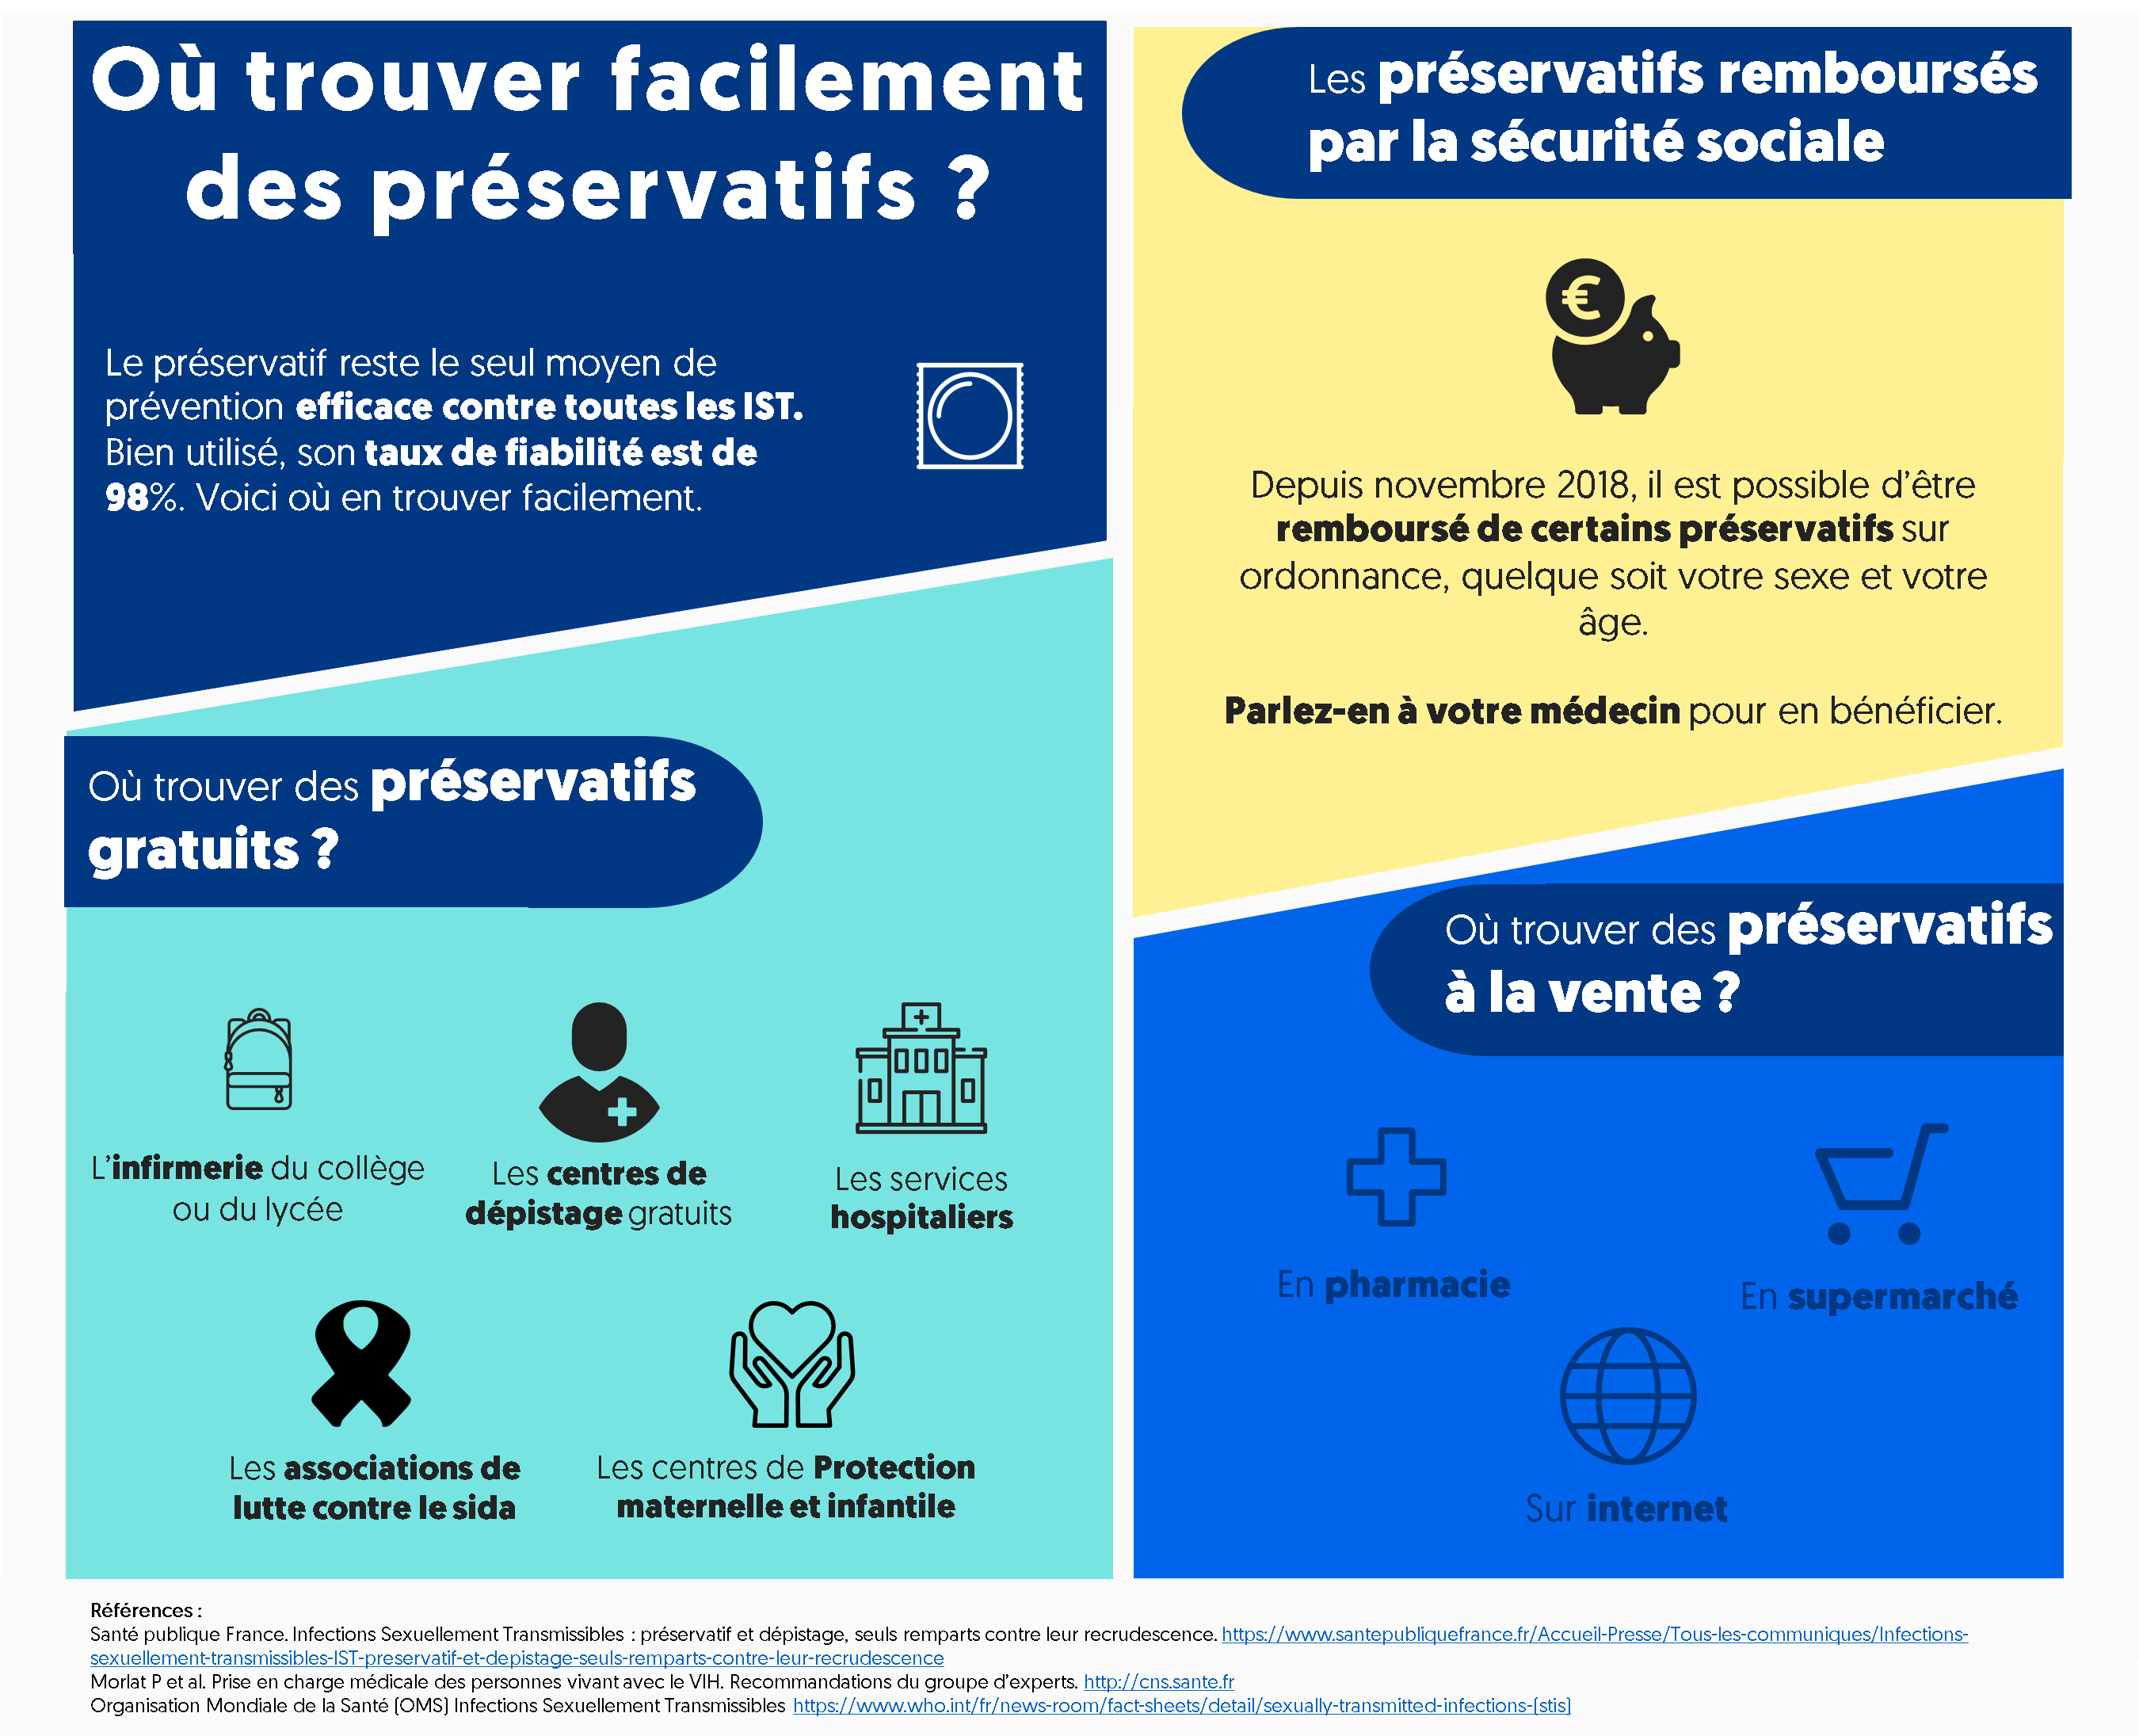 Où trouver facilement
des préservatifs ?
Le préservatif reste le seul moyen de
prévention efficace contre toutes les IST.
Bien utilisé, son taux de fiabilité est de
98%. Voici où en trouver facilement.
Où trouver des préservatifs
gratuits ?
L'infirmerie du collège
ou du lycée
Les centres de
dépistage gratuits
Les services
hospitaliers
Les associations de
lutte contre le sida
Les centres de Protection
maternelle et infantile
Les préservatifs remboursés
par la sécurité sociale
€
Depuis novembre 2018, il est possible d'être
remboursé de certains préservatifs sur
ordonnance, quelque soit votre sexe et votre
âge.
Parlez-en à votre médecin pour en bénéficier.
Où trouver des préservatifs
à la vente ?
En pharmacie
En supermarché
Sur internet
Références :
Santé publique France. Infections Sexuellement Transmissibles : préservatif et dépistage, seuls remparts contre leur recrudescence. https://www.santepubliquefrance.fr/Accueil-Presse/Tous-les-communiques/Infections-
sexuellement-transmissibles-IST-preservatif-et-depistage-seuls-remparts-contre-leur-recrudescence
Morlat P et al. Prise en charge médicale des personnes vivant avec le VIH. Recommandations du groupe d'experts. http://cns.sante.fr
Organisation Mondiale de la Santé (OMS) Infections Sexuellement Transmissibles https://www.who.int/fr/news-room/fact-sheets/detail/sexually-transmitted-infections-(stis)